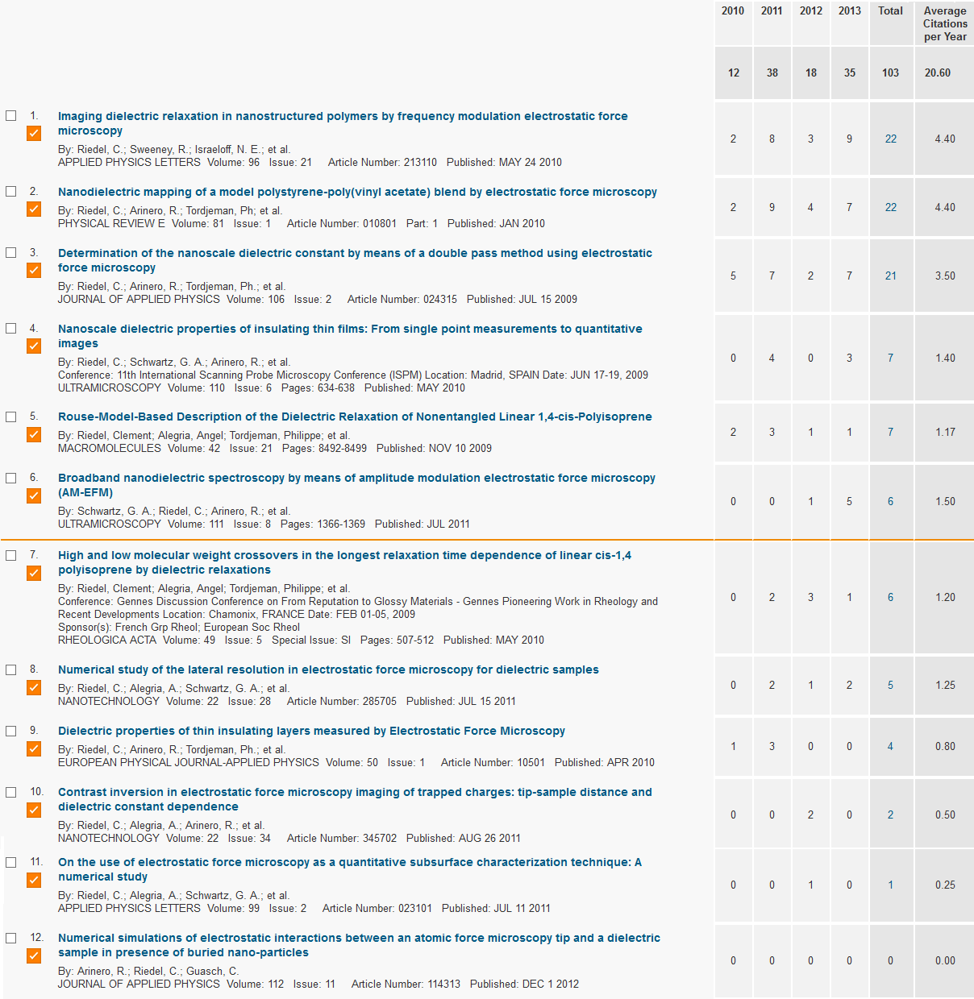 2010 2011 2012 2013 Total Average
Citations
per Year
12 38 18 35 103 20.60
1. Imaging dielectric relaxation in nanostructured polymers by frequency modulation electrostatic force
microscopy
By: Riedel, C.; Sweeney, R.; Israeloff, N. E.; et al.
APPLIED PHYSICS LETTERS Volume: 96 Issue: 21 Article Number: 213110 Published: MAY 24 2010
2 8 3 9 22 4.40
2. Nanodielectric mapping of a model polystyrene-poly(vinyl acetate) blend by electrostatic force microscopy
By: Riedel, C.; Arinero, R.; Tordjeman, Ph; et al.
PHYSICAL REVIEW E Volume: 81 Issue: 1 Article Number: 010801 Part: 1 Published: JAN 2010
2 9 4 7 22 4.40
3. Determination of the nanoscale dielectric constant by means of a double pass method using electrostatic
force microscopy
By: Riedel, C.; Arinero, R.; Tordjeman, Ph.; et al.
JOURNAL OF APPLIED PHYSICS Volume: 106 Issue: 2 Article Number: 024315 Published: JUL 15 2009
5 7 2 7 21 3.50
4. Nanoscale dielectric properties of insulating thin films: From single point measurements to quantitative
images
By: Riedel, C.; Schwartz, G. A.; Arinero, R.; et al.
Conference: 11th International Scanning Probe Microscopy Conference (ISPM) Location: Madrid, SPAIN Date: JUN 17-19, 2009
ULTRAMICROSCOPY Volume: 110 Issue: 6 Pages: 634-638 Published: MAY 2010
0 4 0 3 7 1.40
5. Rouse-Model-Based Description of the Dielectric Relaxation of Nonentangled Linear 1,4-cis-Polyisoprene
By: Riedel, Clement; Alegria, Angel; Tordjeman, Philippe; et al.
MACROMOLECULES Volume: 42 Issue: 21 Pages: 8492-8499 Published: NOV 10 2009
2 3 1 1 7 1.17
6. Broadband nanodielectric spectroscopy by means of amplitude modulation electrostatic force microscopy
(AM-EFM)
By: Schwartz, G. A.; Riedel, C.; Arinero, R.; et al.
ULTRAMICROSCOPY Volume: 111 Issue: 8 Pages: 1366-1369 Published: JUL 2011
0 0 1 5 6 1.50
7. High and low molecular weight crossovers in the longest relaxation time dependence of linear cis-1,4
polyisoprene by dielectric relaxations
By: Riedel, Clement; Alegria, Angel; Tordjeman, Philippe; et al.
Conference: Gennes Discussion Conference on From Reputation to Glossy Materials - Gennes Pioneering Work in Rheology and
Recent Developments Location: Chamonix, FRANCE Date: FEB 01-05, 2009
Sponsor(s): French Grp Rheol; European Soc Rheol
RHEOLOGICA ACTA Volume: 49 Issue: 5 Special Issue: SI Pages: 507-512 Published: MAY 2010
0 2 3 1 6 1.20
8. Numerical study of the lateral resolution in electrostatic force microscopy for dielectric samples
By: Riedel, C.; Alegria, A.; Schwartz, G. A.; et al.
NANOTECHNOLOGY Volume: 22 Issue: 28 Article Number: 285705 Published: JUL 15 2011
0 2 1 2 5 1.25
9. Dielectric properties of thin insulating layers measured by Electrostatic Force Microscopy
By: Riedel, C.; Arinero, R.; Tordjeman, Ph.; et al.
EUROPEAN PHYSICAL JOURNAL-APPLIED PHYSICS Volume: 50 Issue: 1 Article Number: 10501 Published: APR 2010
1 3 0 0 4 0.80
10. Contrast inversion in electrostatic force microscopy imaging of trapped charges: tip-sample distance and
dielectric constant dependence
By: Riedel, C.; Alegria, A.; Arinero, R.; et al.
NANOTECHNOLOGY Volume: 22 Issue: 34 Article Number: 345702 Published: AUG 26 2011
0 0 2 0 2 0.50
11. On the use of electrostatic force microscopy as a quantitative subsurface characterization technique: A
numerical study
By: Riedel, C.; Alegria, A.; Schwartz, G. A.; et al.
APPLIED PHYSICS LETTERS Volume: 99 Issue: 2 Article Number: 023101 Published: JUL 11 2011
0 0 1 0 1 0.25
12. Numerical simulations of electrostatic interactions between an atomic force microscopy tip and a dielectric
sample in presence of buried nano-particles
By: Arinero, R.; Riedel, C.; Guasch, C.
JOURNAL OF APPLIED PHYSICS Volume: 112 Issue: 11 Article Number: 114313 Published: DEC 1 2012
0 0 0 0 0 0.00